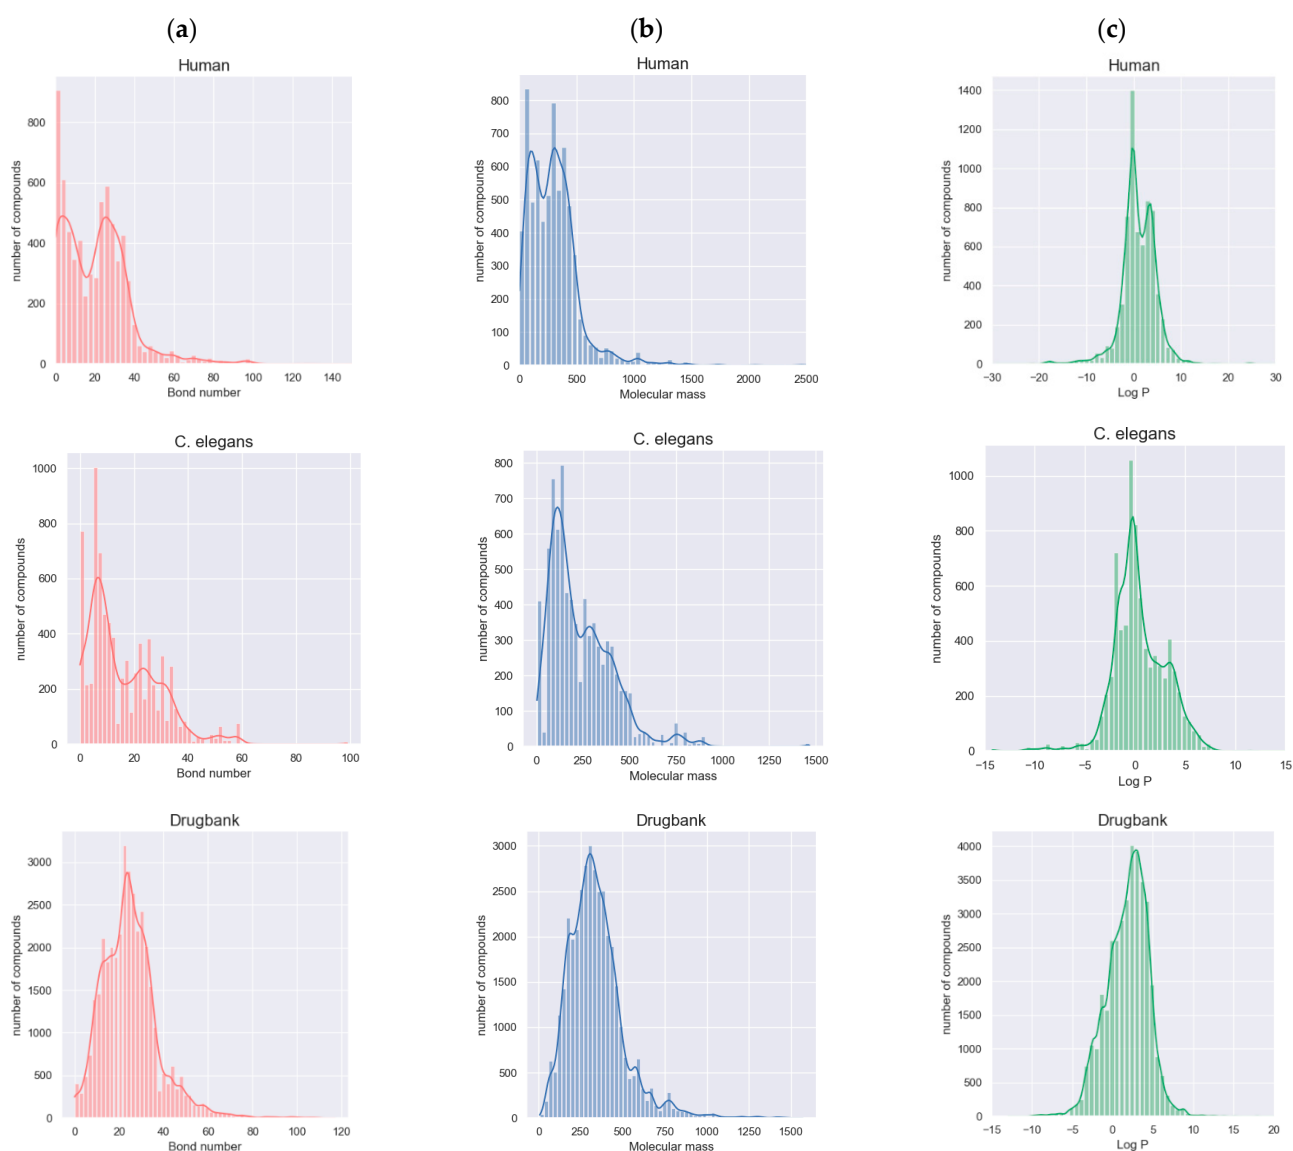 (a)
(b)
(c)
Human
number of compounds
800
600
400
200
0
0 20 40 60 80 100 120 140
Bond number
Human
number of compounds
800
700
600
500
400
300
200
100
0
0 500 1000 1500 2000 2500
Molecular mass
Human
number of compounds
1400
1200
1000
800
600
400
200
0
−30 −20 −10 0 10 20 30
Log P
C. elegans
number of compounds
1000
800
600
400
200
0
0 20 40 60 80 100
Bond number
C. elegans
number of compounds
800
700
600
500
400
300
200
100
0
0 250 500 750 1000 1250 1500
Molecular mass
C. elegans
number of compounds
1000
800
600
400
200
0
−15 −10 −5 0 5 10 15
Log P
Drugbank
number of compounds
3000
2500
2000
1500
1000
500
0
0 20 40 60 80 100 120
Bond number
Drugbank
number of compounds
3000
2500
2000
1500
1000
500
0
0 250 500 750 1000 1250 1500
Molecular mass
Drugbank
number of compounds
4000
3500
3000
2500
2000
1500
1000
500
0
−15 −10 −5 0 5 10 15 20
Log P